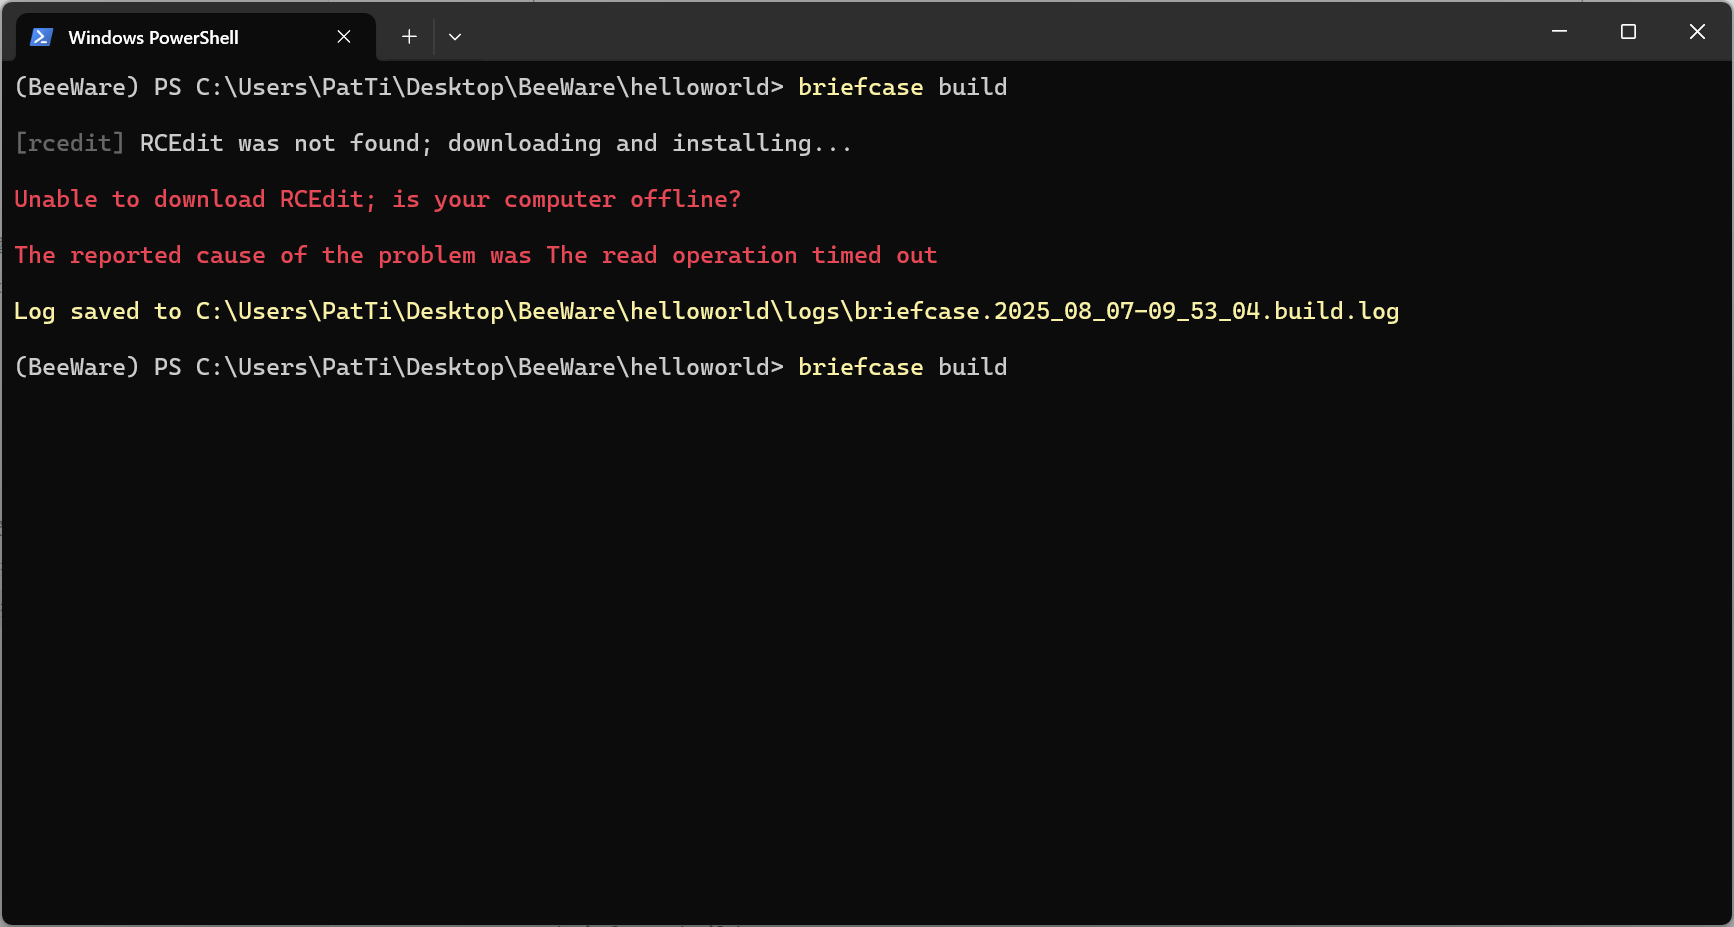 Windows PowerShell
(BeeWare) PS C:\Users\PatTi\Desktop\BeeWare\helloworld> briefcase build
[rcedit] RCEdit was not found; downloading and installing...
Unable to download RCEdit; is your computer offline?
The reported cause of the problem was The read operation timed out
Log saved to C:\Users\PatTi\Desktop\BeeWare\helloworld\logs\briefcase.2025_08_07-09_53_04.build.log
(BeeWare) PS C:\Users\PatTi\Desktop\BeeWare\helloworld> briefcase build